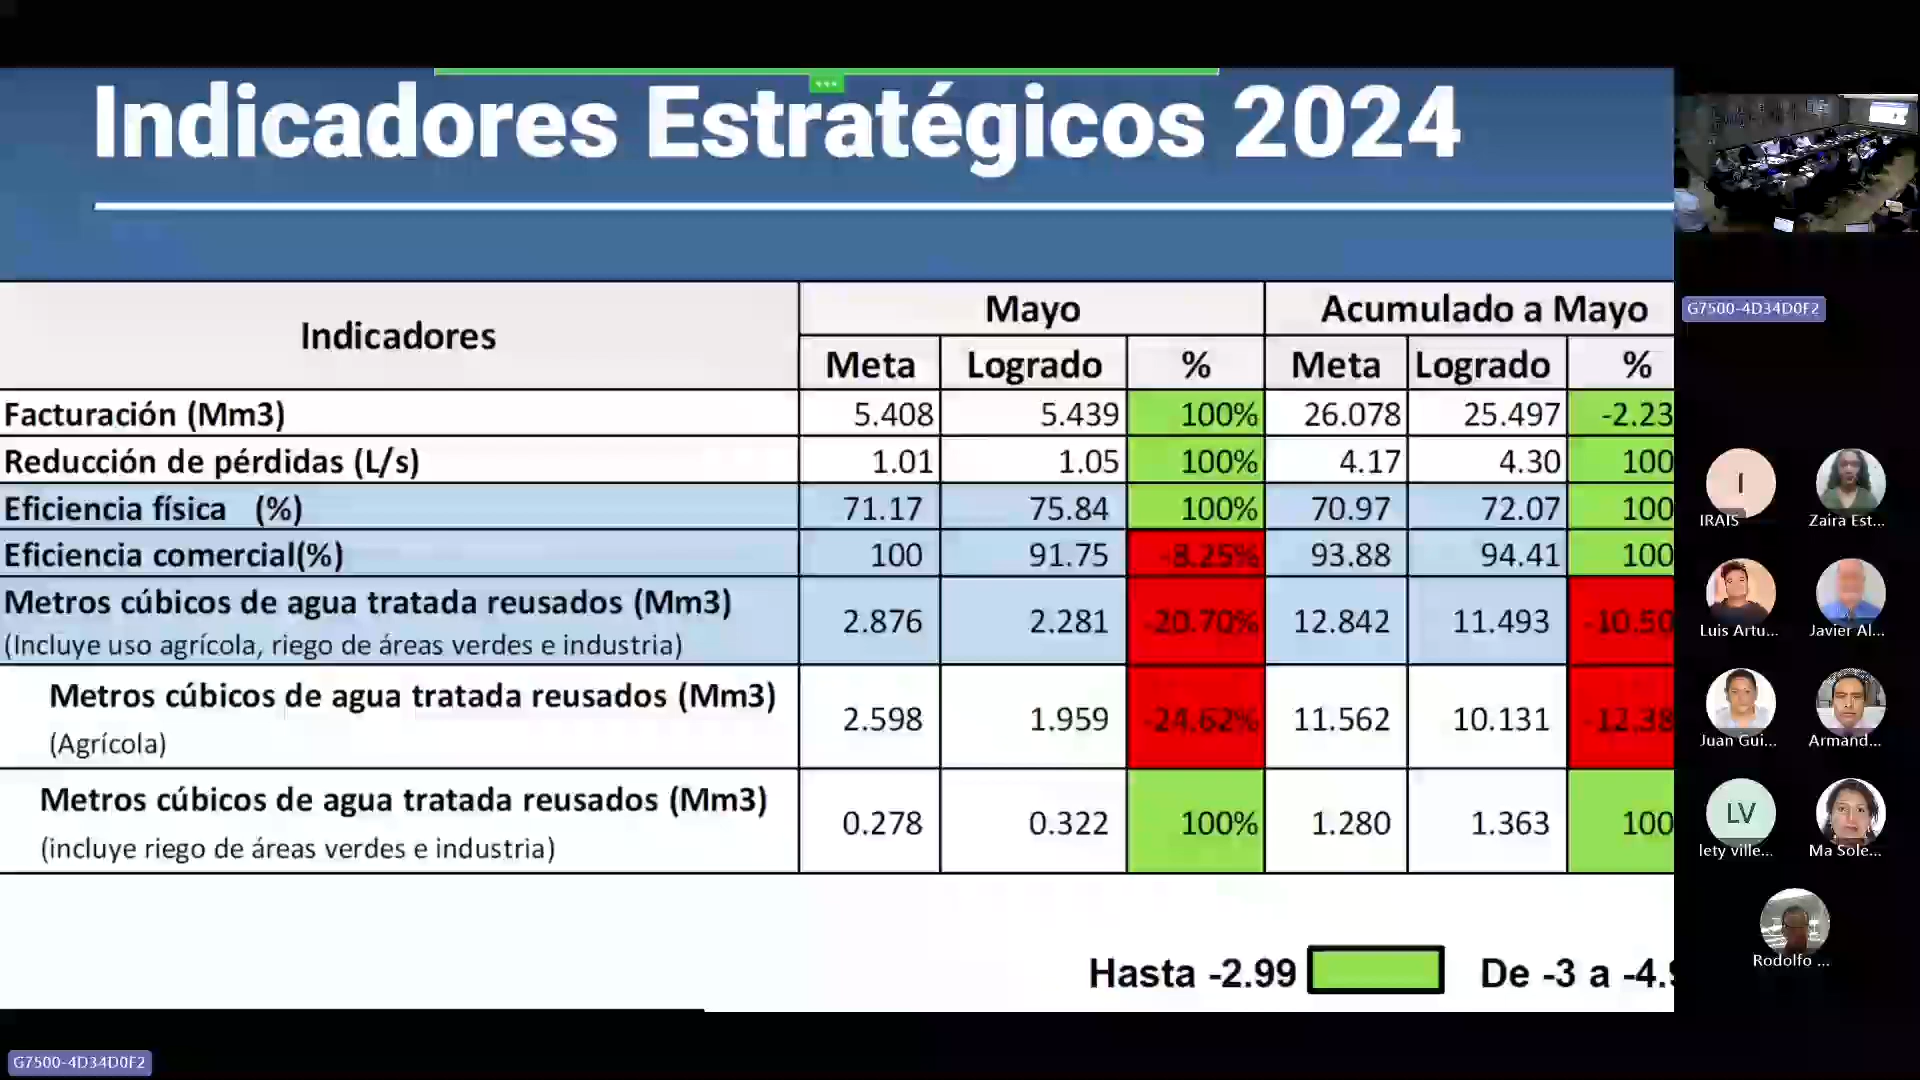 Indicadores Estratégicos 2024
Indicadores Mayo Acumulado a Mayo
Meta Logrado % Meta Logrado %
Facturación (Mm3) 5.408 5.439 100% 26.078 25.497 -2.23
Reducción de pérdidas (L/s) 1.01 1.05 100% 4.17 4.30 100
Eficiencia física (%) 71.17 75.84 100% 70.97 72.07 100
Eficiencia comercial(%) 100 91.75 -8.25% 93.88 94.41 100
Metros cúbicos de agua tratada reusados (Mm3)
(Incluye uso agrícola, riego de áreas verdes e industria) 2.876 2.281 -20.70% 12.842 11.493 -10.50
Metros cúbicos de agua tratada reusados (Mm3)
(Agrícola) 2.598 1.959 -24.62% 11.562 10.131 -12.38
Metros cúbicos de agua tratada reusados (Mm3)
(incluye riego de áreas verdes e industria) 0.278 0.322 100% 1.280 1.363 100
Hasta -2.99 De -3 a -4.9
G7500-4D34D0F2
I
IRAIS Zaira Est...
Luis Artu... Javier Al...
Juan Gui... Armand...
LV
lety ville... Ma Sole...
Rodolfo ...
G7500-4D34D0F2